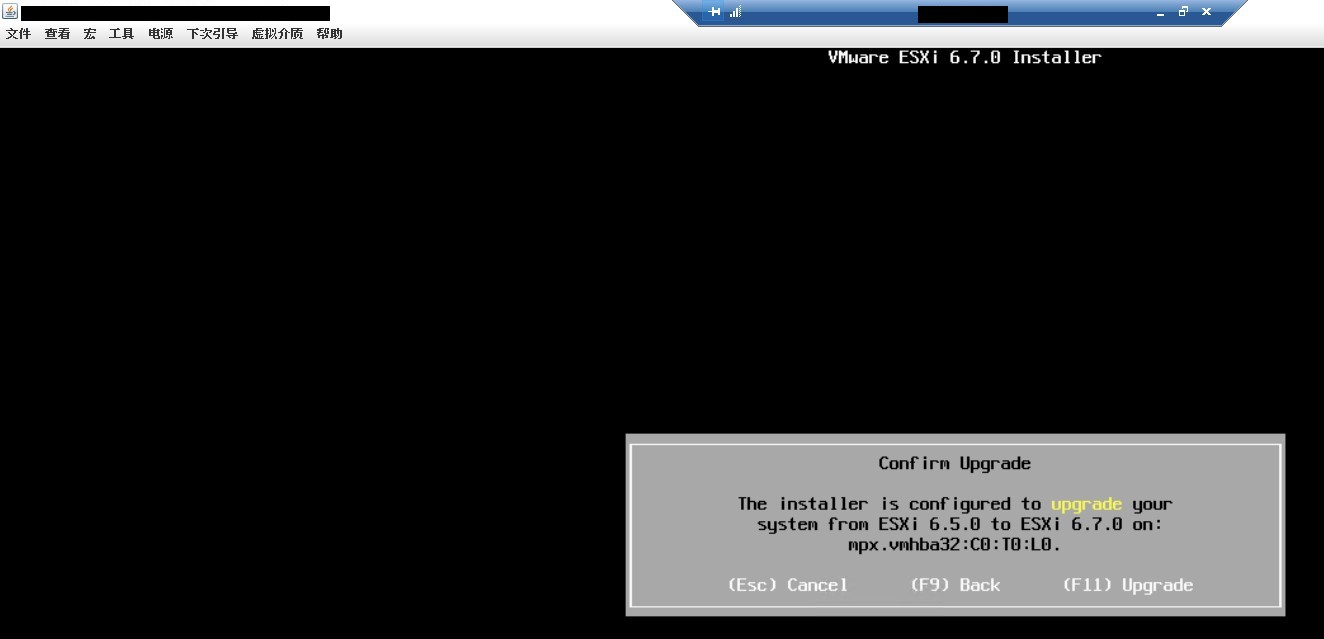 文件 查看 宏 工具 电源 下次引导 虚拟介质 帮助
VMware ESXi 6.7.0 Installer
Confirm Upgrade
The installer is configured to upgrade your
system from ESXi 6.5.0 to ESXi 6.7.0 on:
mpx.vmhba32:C0:T0:L0.
(Esc) Cancel (F9) Back (F11) Upgrade